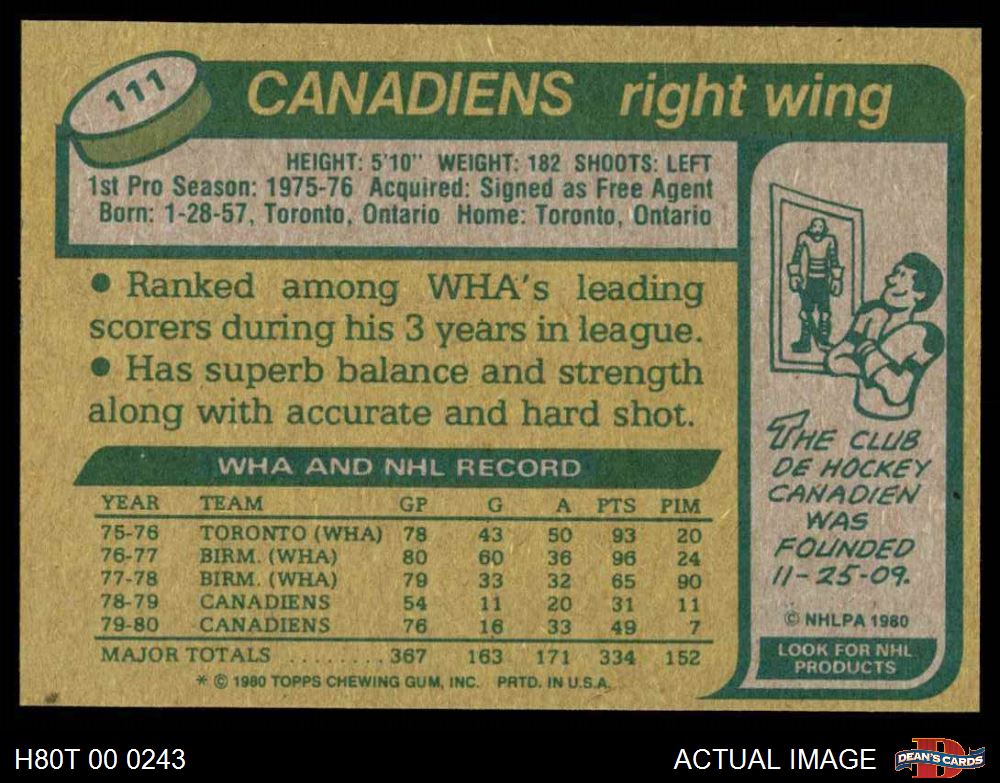 111
CANADIENS right wing
HEIGHT: 5'10" WEIGHT: 182 SHOOTS: LEFT
1st Pro Season: 1975-76 Acquired: Signed as Free Agent
Born: 1-28-57, Toronto, Ontario Home: Toronto, Ontario
● Ranked among WHA's leading
scorers during his 3 years in league.
● Has superb balance and strength
along with accurate and hard shot.
WHA AND NHL RECORD
YEAR TEAM GP G A PTS PIM
75-76 TORONTO (WHA) 78 43 50 93 20
76-77 BIRM. (WHA) 80 60 36 96 24
77-78 BIRM. (WHA) 79 33 32 65 90
78-79 CANADIENS 54 11 20 31 11
79-80 CANADIENS 76 16 33 49 7
MAJOR TOTALS ........ 367 163 171 334 152
* © 1980 TOPPS CHEWING GUM, INC. PRTD. IN U.S.A.
THE CLUB
DE HOCKEY
CANADIEN
WAS
FOUNDED
11-25-09.
© NHLPA 1980
LOOK FOR NHL
PRODUCTS
H80T 00 0243
ACTUAL IMAGE
D
DEAN'S CARDS